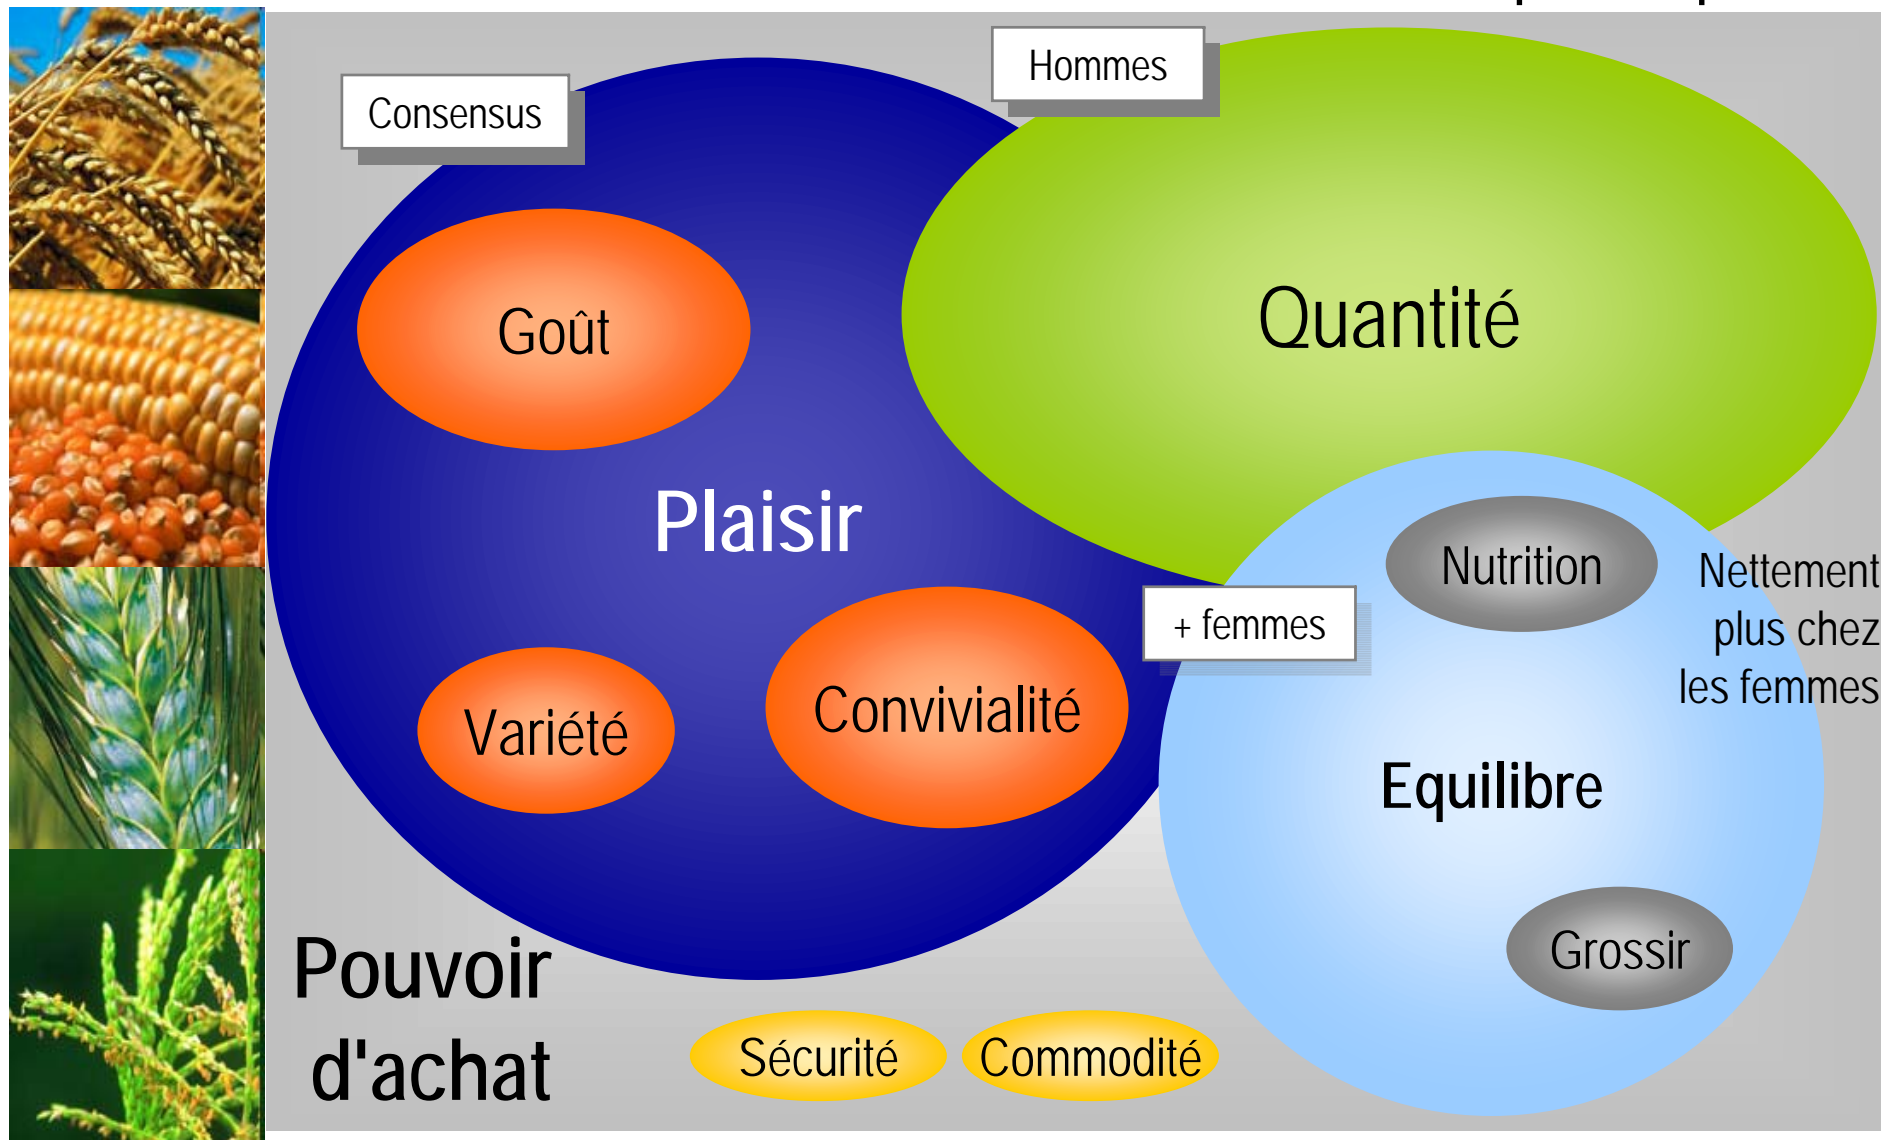 Hommes
Consensus
Goût
Quantité
Plaisir
Nutrition
Nettement
plus chez
les femmes
+ femmes
Variété
Convivialité
Equilibre
Grossir
Pouvoir
d'achat
Sécurité
Commodité